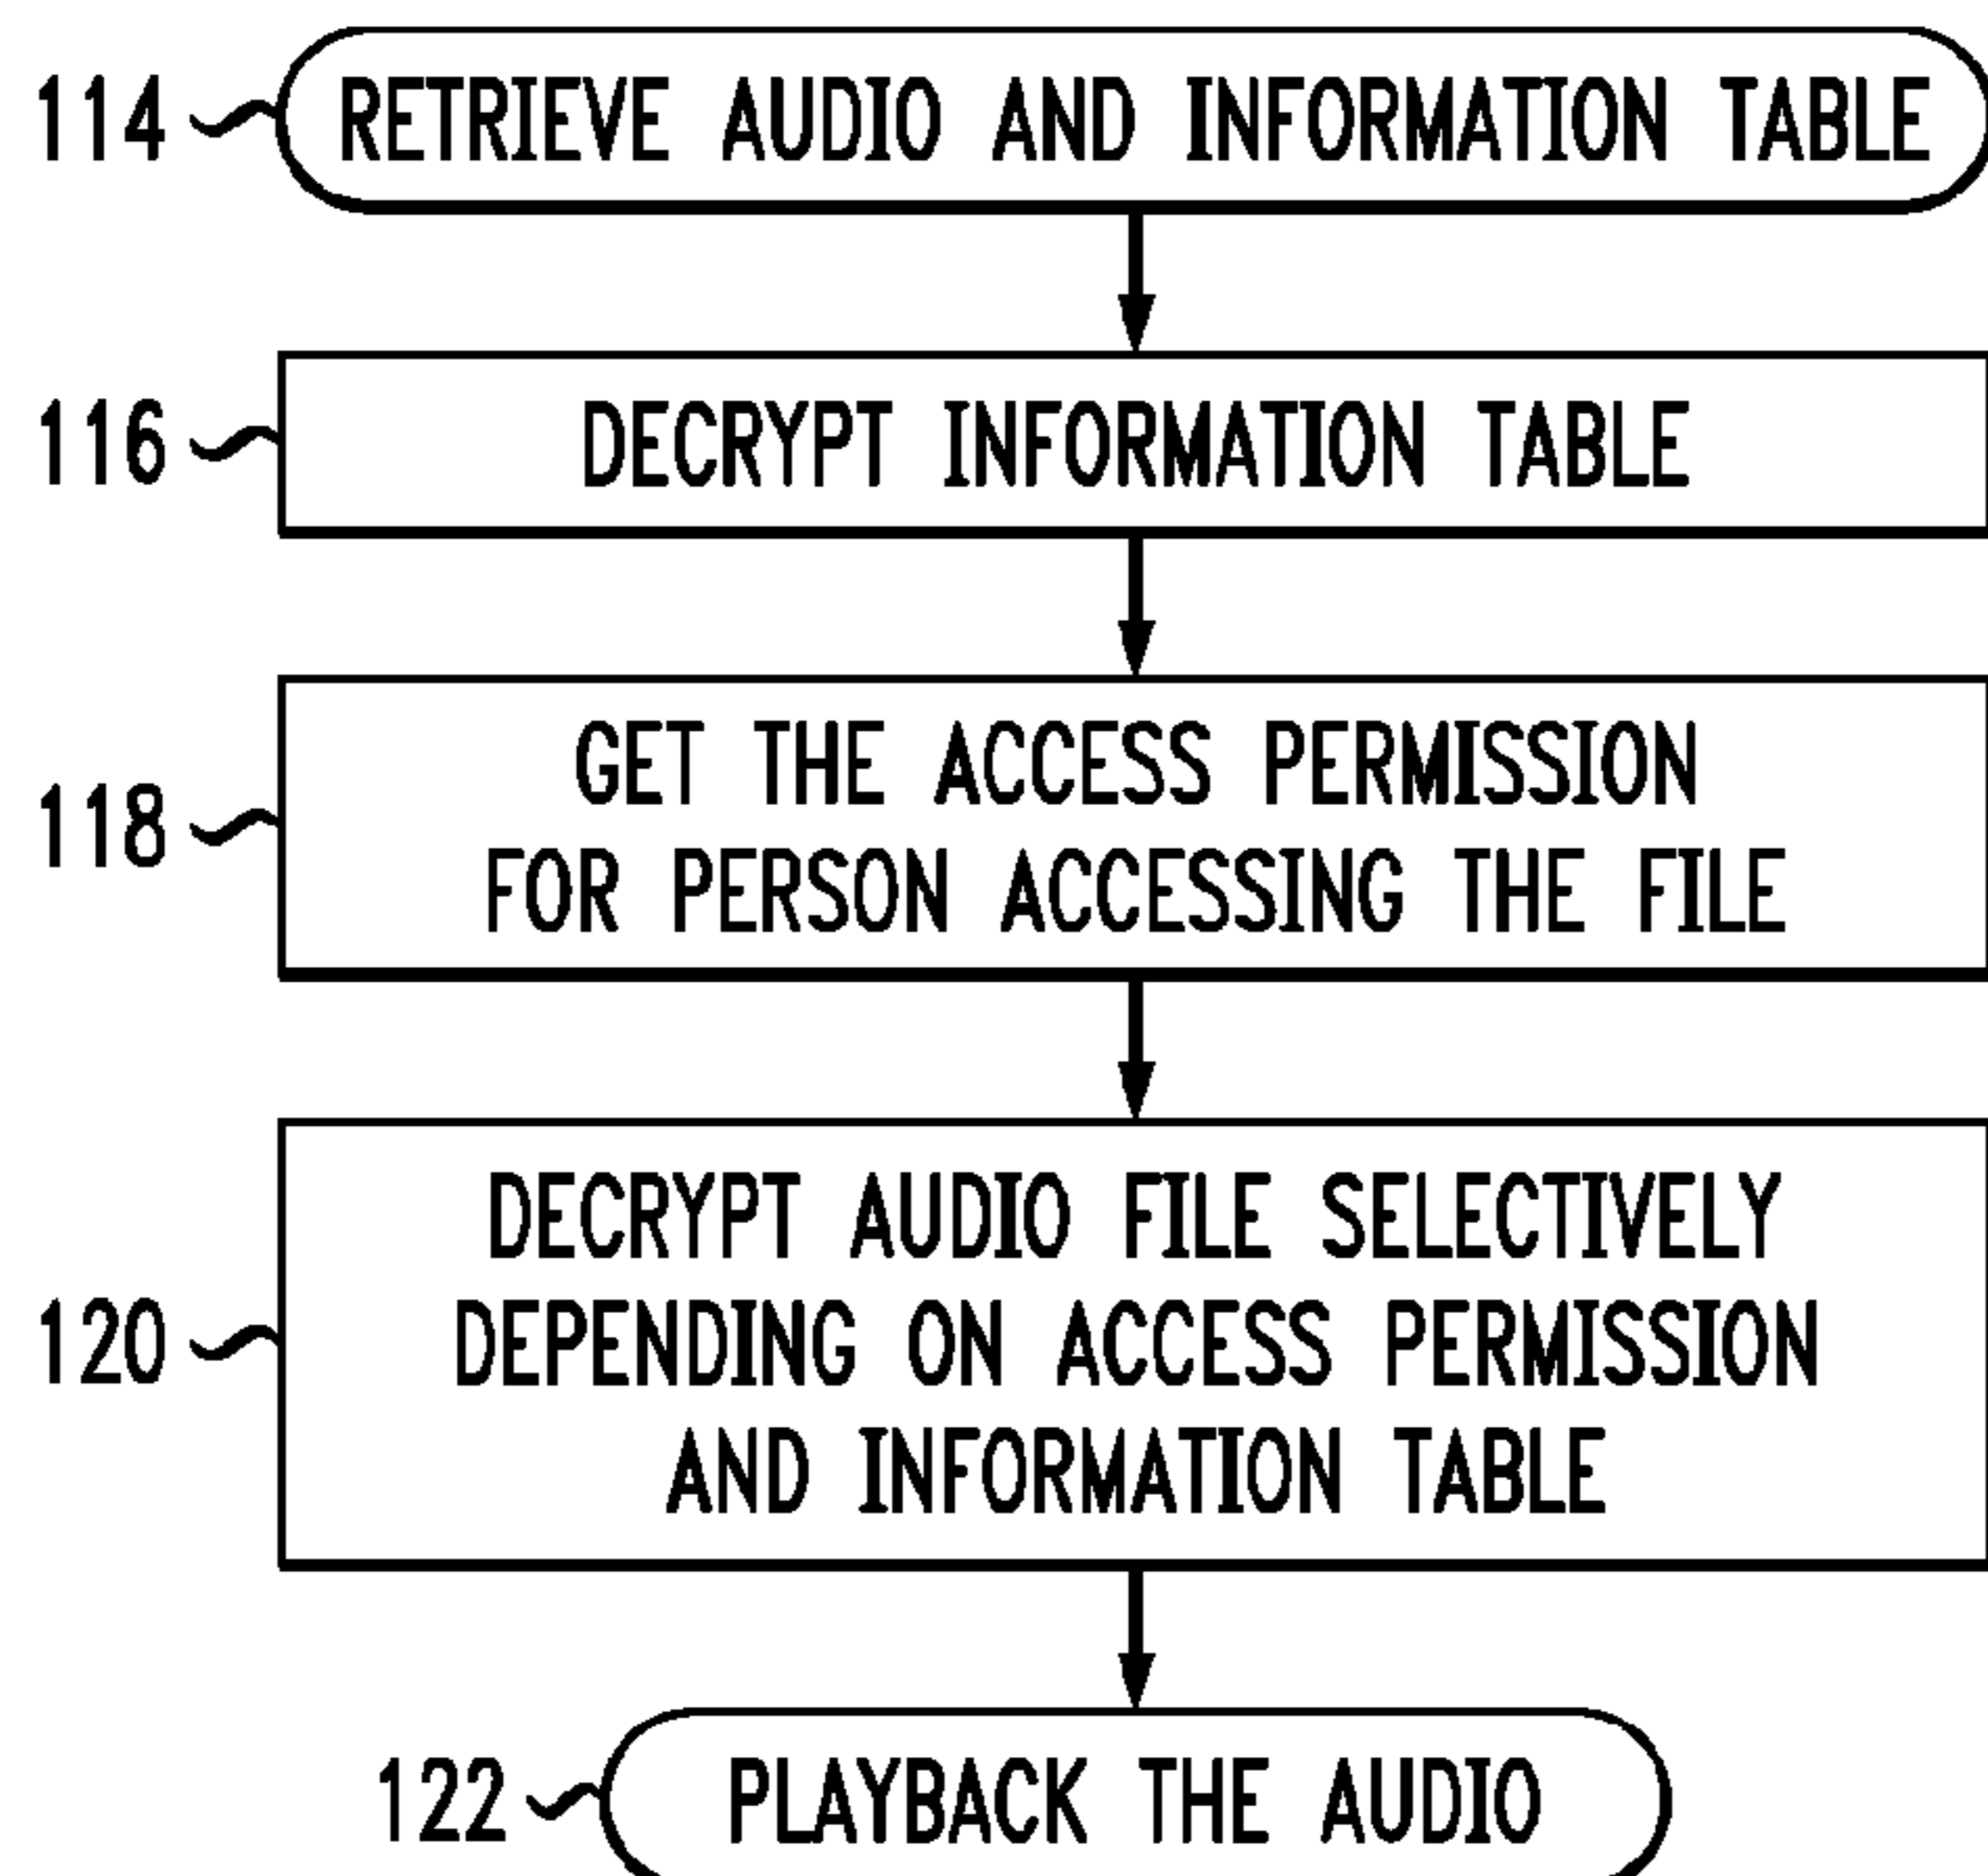 114 RETRIEVE AUDIO AND INFORMATION TABLE
116 DECRYPT INFORMATION TABLE
GET THE ACCESS PERMISSION
118
FOR PERSON ACCESSING THE FILE
DECRYPT AUDIO FILE SELECTIVELY
120 DEPENDING ON ACCESS PERMISSION
AND INFORMATION TABLE
122 PLAYBACK THE AUDIO